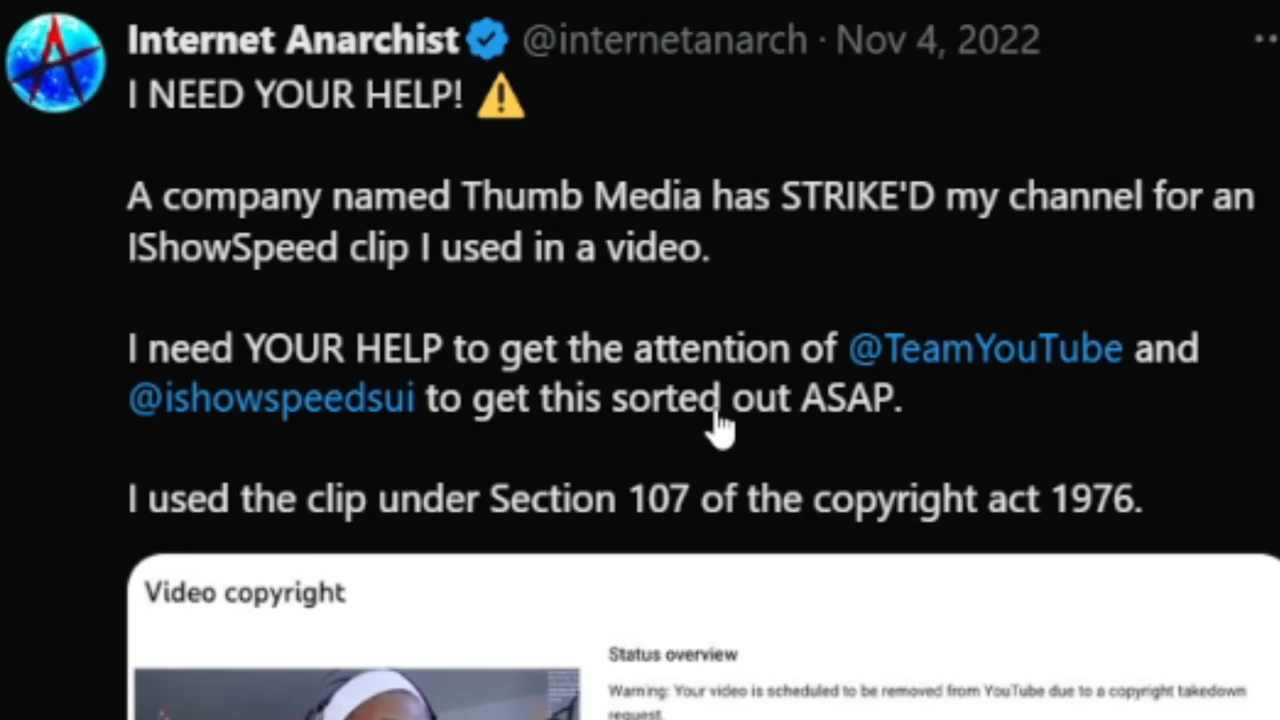 Internet Anarchist @internetanarch · Nov 4, 2022
I NEED YOUR HELP! ⚠️
A company named Thumb Media has STRIKE'D my channel for an
IShowSpeed clip I used in a video.
I need YOUR HELP to get the attention of @TeamYouTube and
@ishowspeedsui to get this sorted out ASAP.
I used the clip under Section 107 of the copyright act 1976.
Video copyright
Status overview
Warning: Your video is scheduled to be removed from YouTube due to a copyright takedown
request.